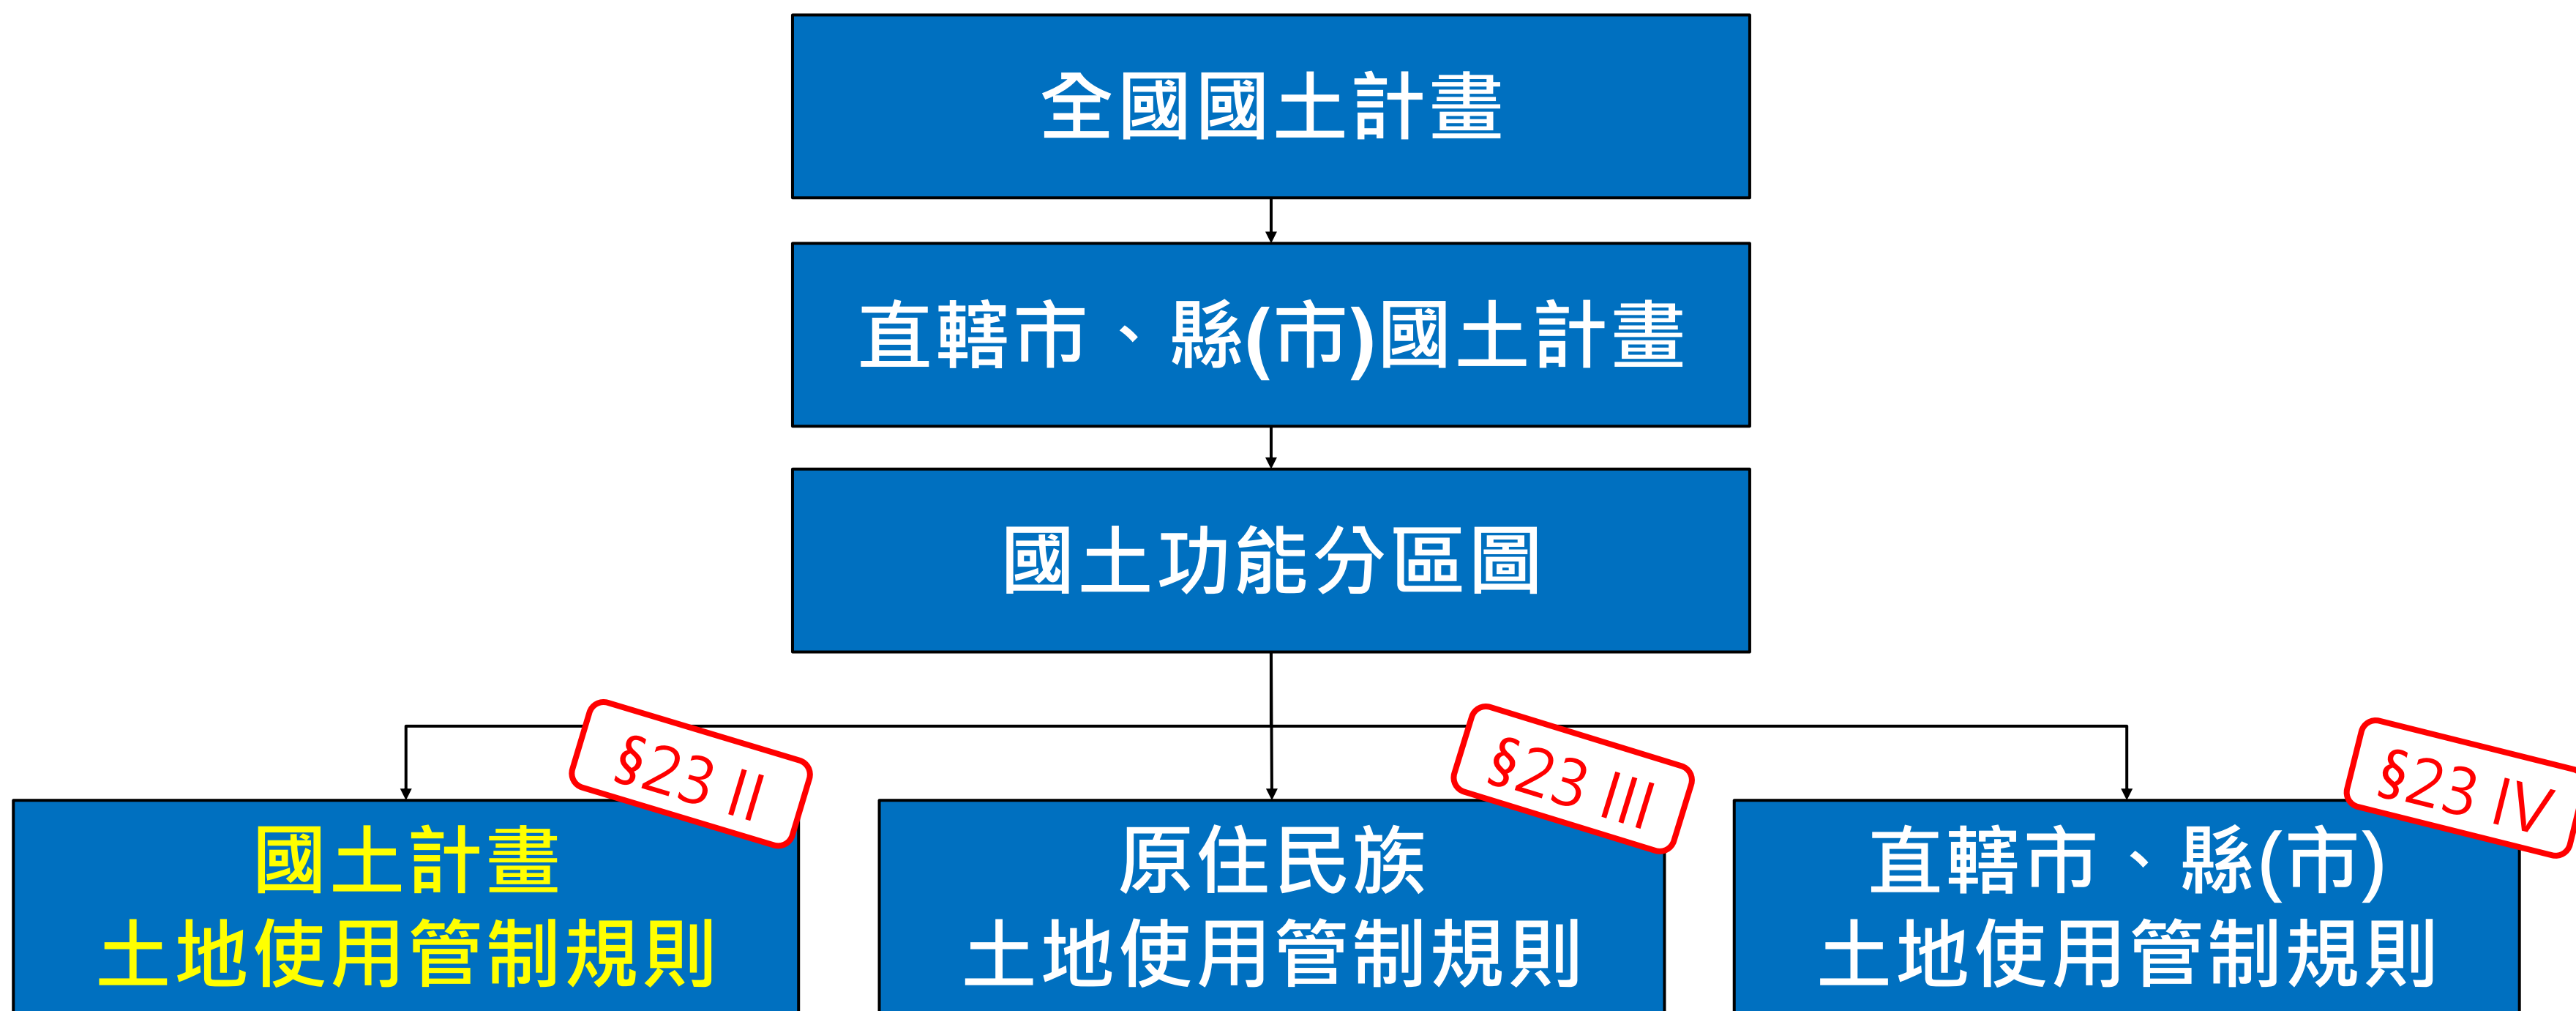 全國國土計畫
直轄市、縣(市)國土計畫
國土功能分區圖
§23 II
§23 III
§23 IV
國土計畫
土地使用管制規則
原住民族
土地使用管制規則
直轄市、縣(市)
土地使用管制規則